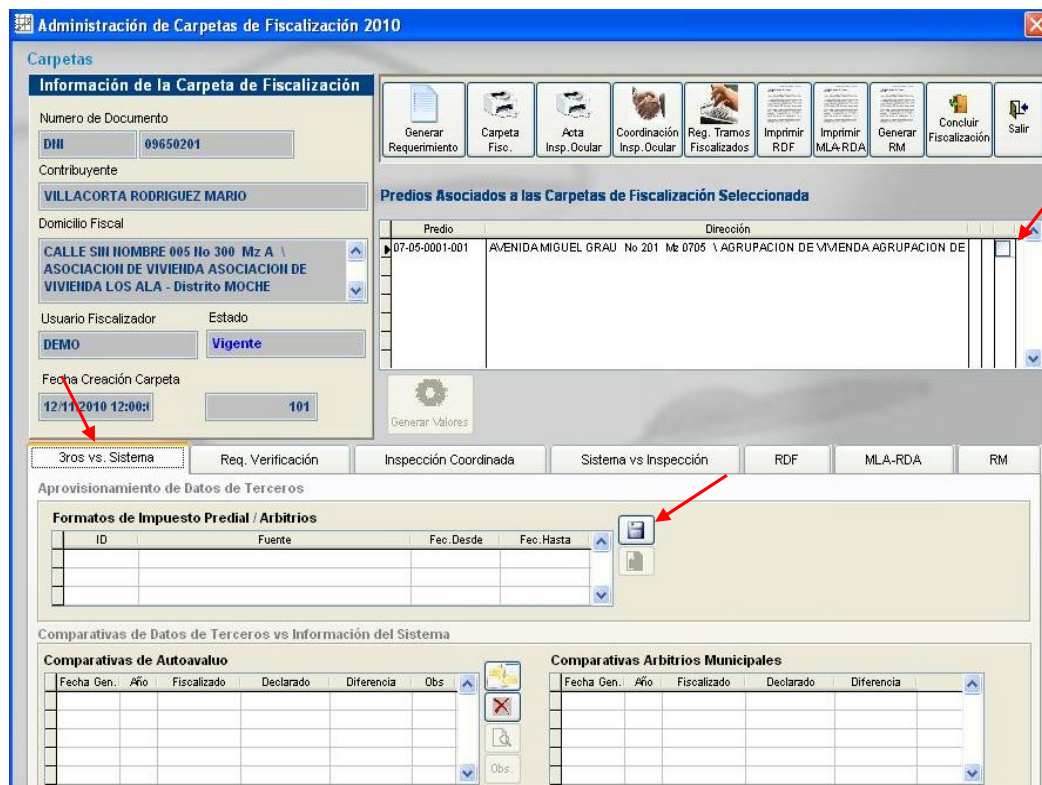 Administración de Carpetas de Fiscalización 2010
Carpetas
Información de la Carpeta de Fiscalización
Numero de Documento
DNI 09650201
Contribuyente
VILLACORTA RODRIGUEZ MARIO
Domicilio Fiscal
CALLE SIN NOMBRE 005 No 300 Mz A \
ASOCIACION DE VIVIENDA ASOCIACION DE
VIVIENDA LOS ALA - Distrito MOCHE
Usuario Fiscalizador Estado
DEMO Vigente
Fecha Creación Carpeta
12/11/2010 12:00:( 101
Generar Requerimiento
Carpeta Fisc.
Acta Insp.Ocular
Coordinación Insp.Ocular
Reg. Tramos Fiscalizados
Imprimir RDF
Imprimir MLA-RDA
Generar RM
Concluir Fiscalización
Salir
Predios Asociados a las Carpetas de Fiscalización Seleccionada
Predio Dirección
07-05-0001-001 AVENIDA MIGUEL GRAU No 201 Mz 0705 \ AGRUPACION DE VIVIENDA AGRUPACION DE
Generar Valores
3ros vs. Sistema Req. Verificación Inspección Coordinada Sistema vs Inspección RDF MLA-RDA RM
Aprovisionamiento de Datos de Terceros
Formatos de Impuesto Predial / Arbitrios
ID Fuente Fec.Desde Fec.Hasta
Comparativas de Datos de Terceros vs Información del Sistema
Comparativas de Autoavaluo
Fecha Gen. Año Fiscalizado Declarado Diferencia Obs
Obs.
Comparativas Arbitrios Municipales
Fecha Gen. Año Fiscalizado Declarado Diferencia